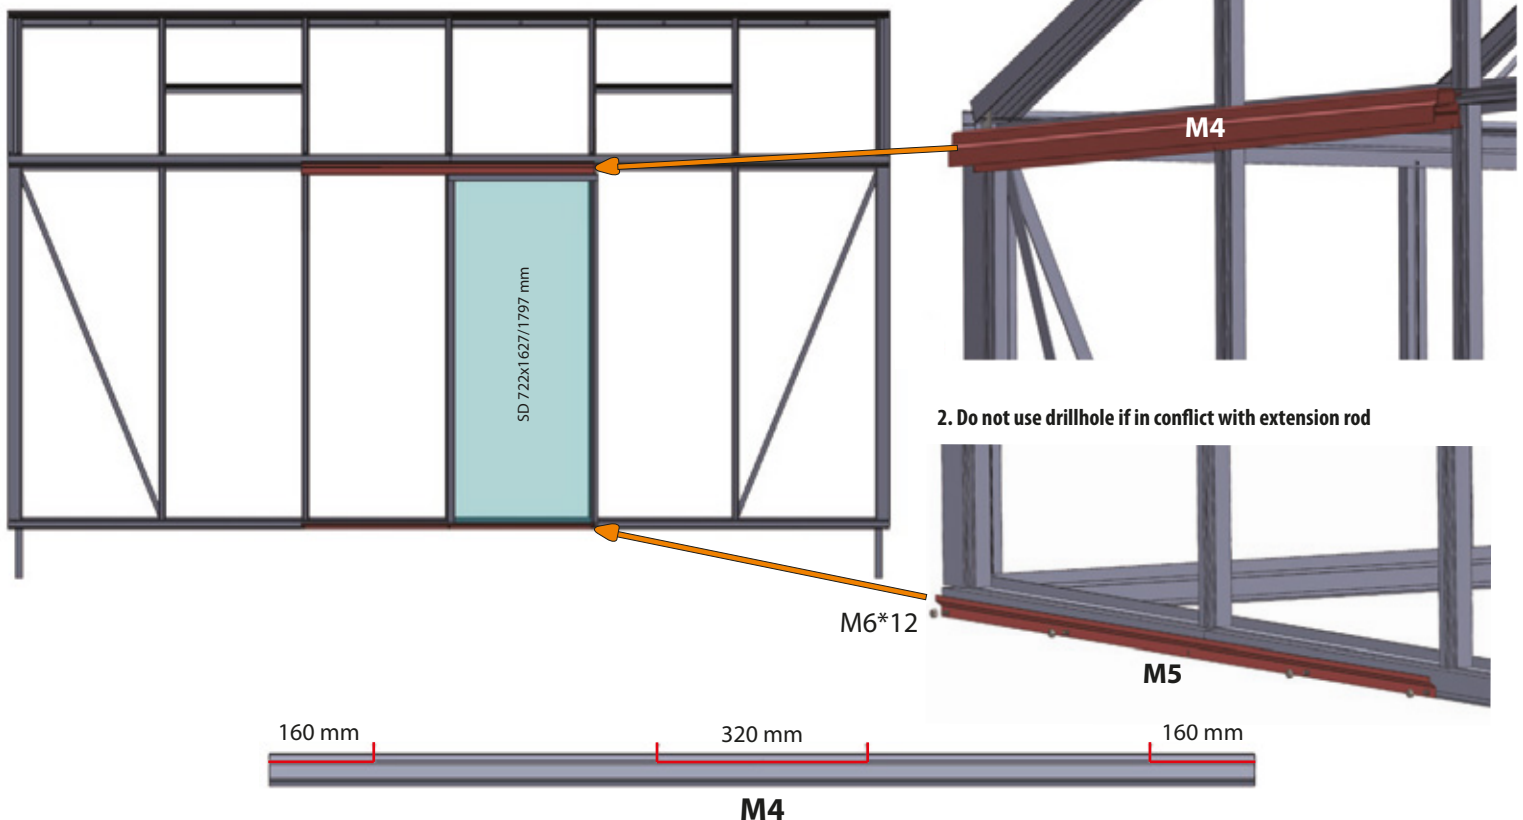 M4
SD 722x1627/1797 mm
2. Do not use drillhole if in conflict with extension rod
M6*12
M5
160 mm
320 mm
160 mm
M4